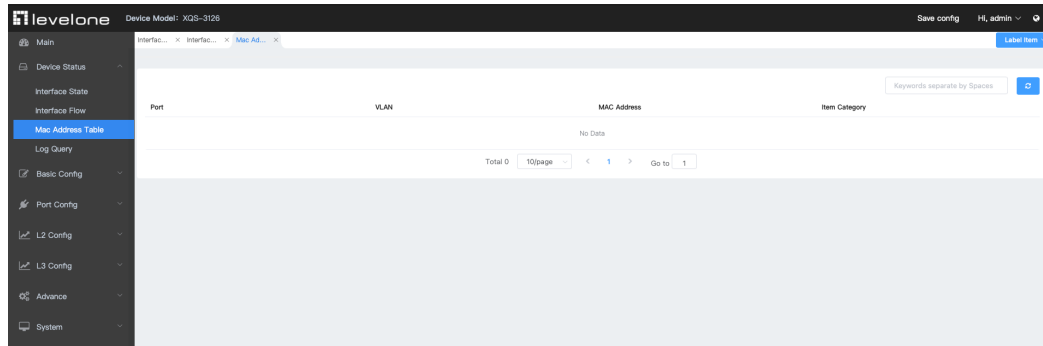 levelone Device Model: XQS-3126 Save config Hi, admin
Main
Interfac... × Interfac... × Mac Ad... ×
Label Item
Device Status
Interface State
Interface Flow
Mac Address Table
Log Query
Basic Config
Port Config
L2 Config
L3 Config
Advance
System
Keywords separate by Spaces
Port VLAN MAC Address Item Category
No Data
Total 0 10/page < 1 > Go to 1